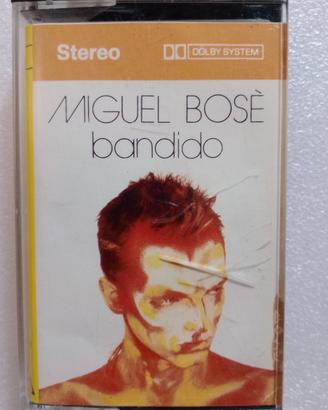 Stereo DOLBY SYSTEM
MIGUEL BOSÈ
bandido